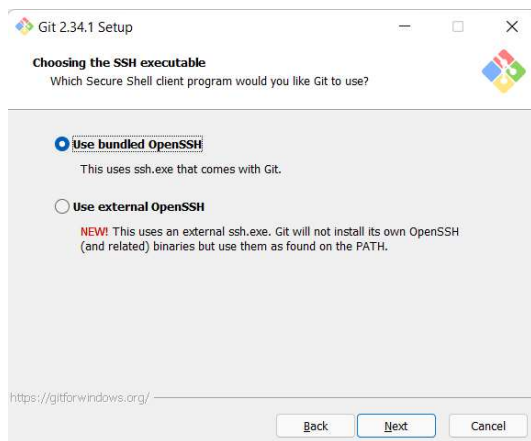 Git 2.34.1 Setup
Choosing the SSH executable
Which Secure Shell client program would you like Git to use?
Use bundled OpenSSH
This uses ssh.exe that comes with Git.
Use external OpenSSH
NEW! This uses an external ssh.exe. Git will not install its own OpenSSH
(and related) binaries but use them as found on the PATH.
https://gitforwindows.org/
Back Next Cancel